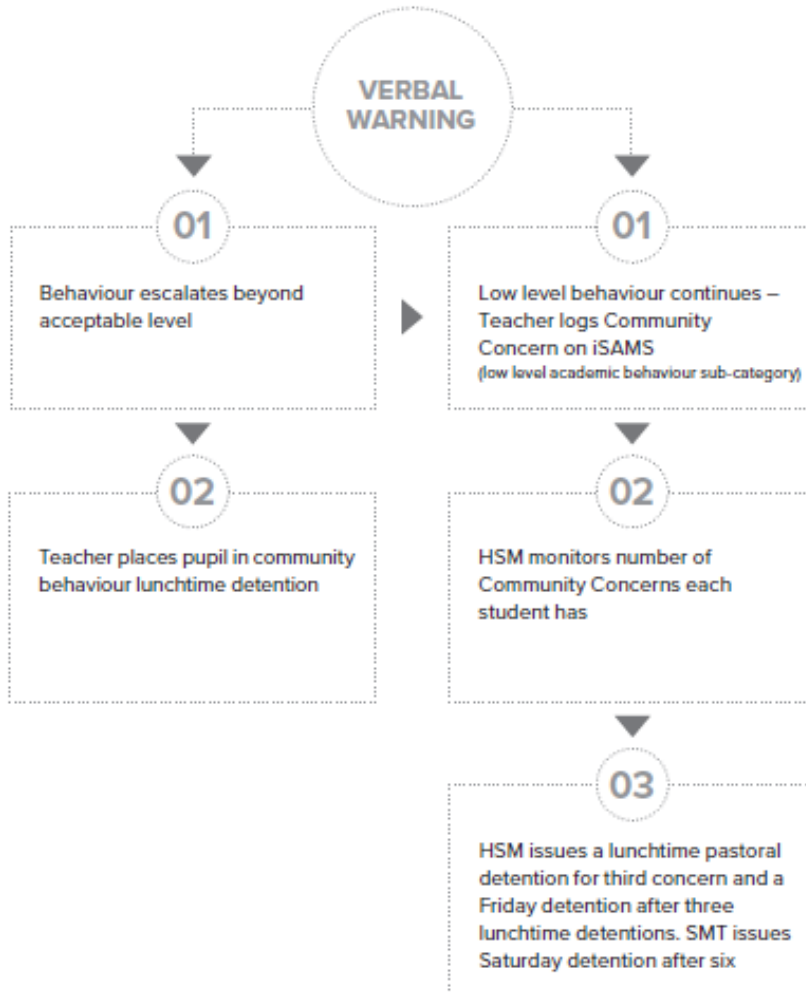 VERBAL
WARNING
01
Behaviour escalates beyond
acceptable level
01
Low level behaviour continues –
Teacher logs Community
Concern on iSAMS
(low level academic behaviour sub-category)
02
Teacher places pupil in community
behaviour lunchtime detention
02
HSM monitors number of
Community Concerns each
student has
03
HSM issues a lunchtime pastoral
detention for third concern and a
Friday detention after three
lunchtime detentions. SMT issues
Saturday detention after six